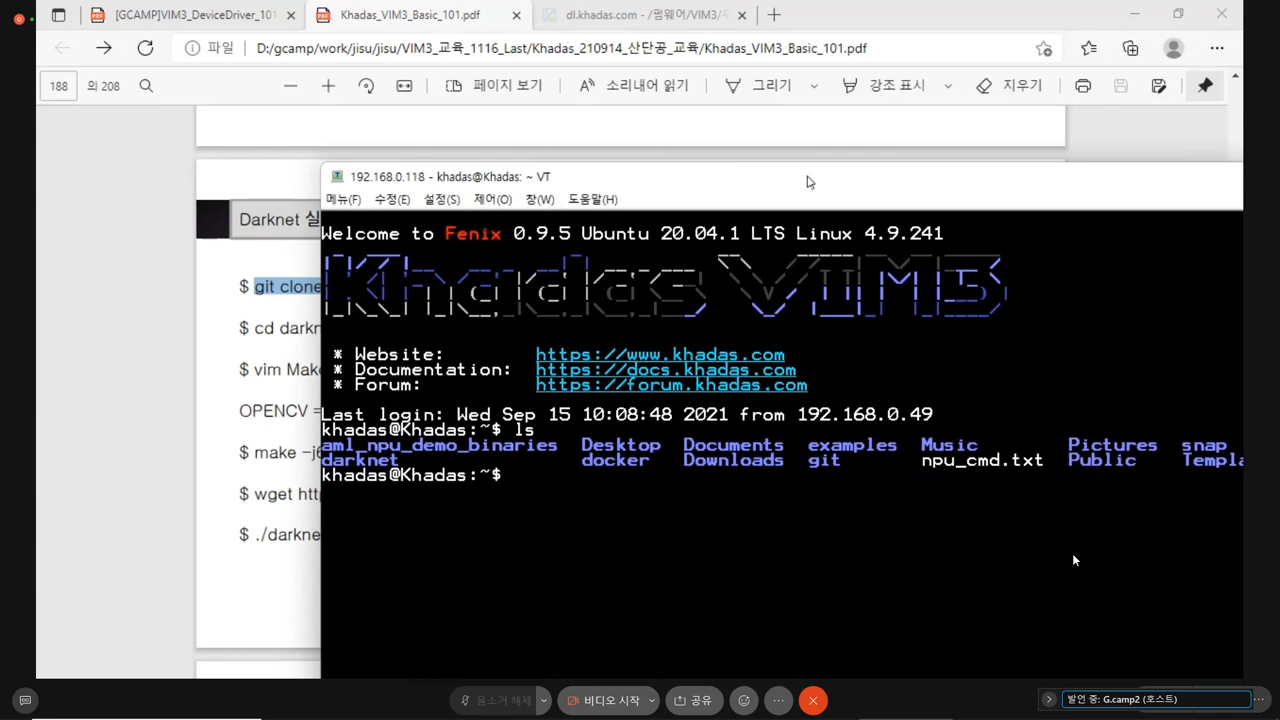 [GCAMP]VIM3_DeviceDriver_101
Khadas_VIM3_Basic_101.pdf
dl.khadas.com - /펌웨어/VIM3/우
파일
D:/gcamp/work/jisu/jisu/VIM3_교육_1116_Last/Khadas_210914_산단공_교육/Khadas_VIM3_Basic_101.pdf
188 의 208
페이지 보기
소리내어 읽기
그리기
강조 표시
지우기
Darknet 실
$ git clone
$ cd darkn
$ vim Mak
OPENCV =
$ make -j6
$ wget htt
$ ./darkne
192.168.0.118 - khadas@Khadas: ~ VT
메뉴(F) 수정(E) 설정(S) 제어(O) 창(W) 도움말(H)
Welcome to Fenix 0.9.5 Ubuntu 20.04.1 LTS Linux 4.9.241
Khadas VIM3
* Website: https://www.khadas.com
* Documentation: https://docs.khadas.com
* Forum: https://forum.khadas.com
Last login: Wed Sep 15 10:08:48 2021 from 192.168.0.49
khadas@Khadas:~$ ls
aml_npu_demo_binaries Desktop Documents examples Music Pictures snap
darknet docker Downloads git npu_cmd.txt Public Templa
khadas@Khadas:~$
음소거 해제
비디오 시작
공유
발언 중: G.camp2 (호스트)